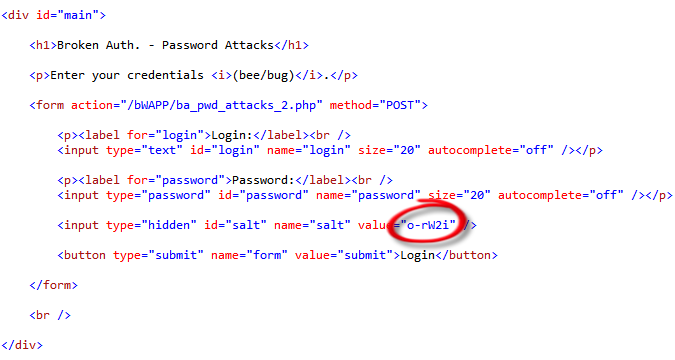 <div id="main">
<h1>Broken Auth. - Password Attacks</h1>
<p>Enter your credentials <i>(bee/bug)</i>.</p>
<form action="/bWAPP/ba_pwd_attacks_2.php" method="POST">
<p><label for="login">Login:</label><br />
<input type="text" id="login" name="login" size="20" autocomplete="off" /></p>
<p><label for="password">Password:</label><br />
<input type="password" id="password" name="password" size="20" autocomplete="off" /></p>
<input type="hidden" id="salt" name="salt" value="o-rW2i" />
<button type="submit" name="form" value="submit">Login</button>
</form>
<br />
</div>